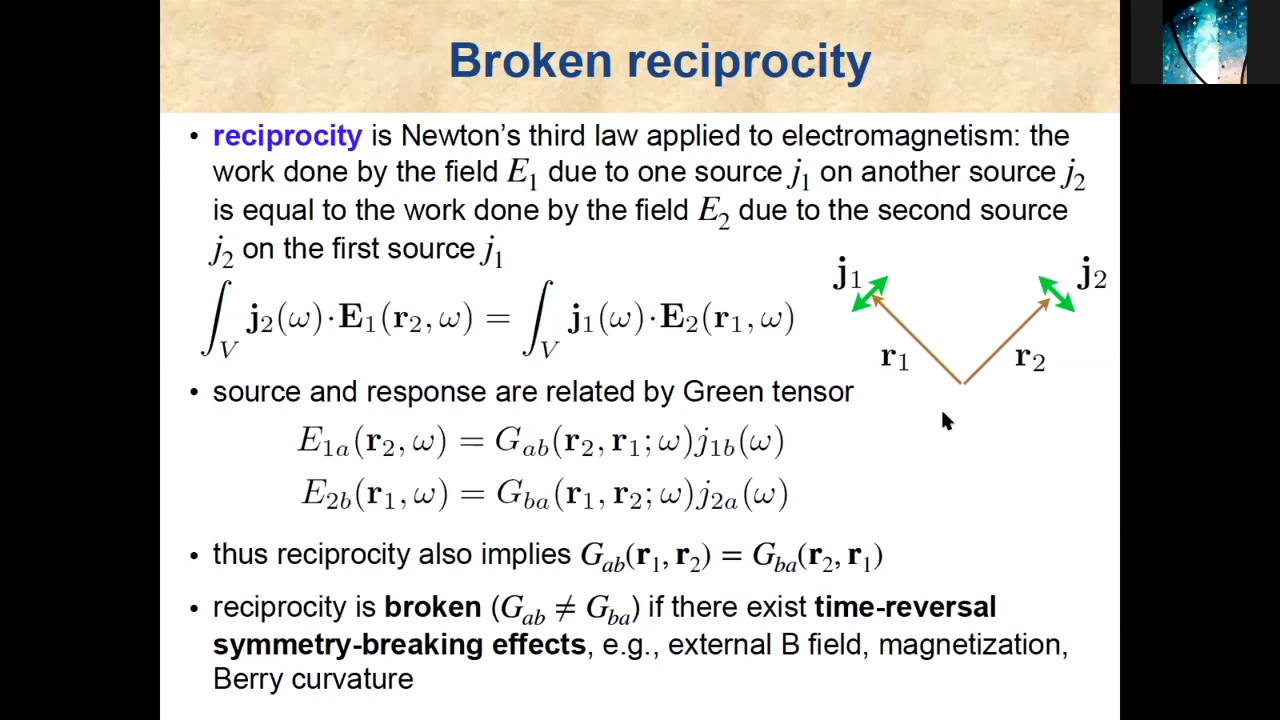 Broken reciprocity
• reciprocity is Newton's third law applied to electromagnetism: the
work done by the field E₁ due to one source j₁ on another source j₂
is equal to the work done by the field E₂ due to the second source
j₂ on the first source j₁
∫_V j₂(ω)·E₁(r₂, ω) = ∫_V j₁(ω)·E₂(r₁, ω)
j₁
j₂
r₁
r₂
• source and response are related by Green tensor
E₁ₐ(r₂, ω) = G_ab(r₂, r₁; ω)j_1b(ω)
E_2b(r₁, ω) = G_ba(r₁, r₂; ω)j₂ₐ(ω)
• thus reciprocity also implies G_ab(r₁, r₂) = G_ba(r₂, r₁)
• reciprocity is broken (G_ab ≠ G_ba) if there exist time-reversal
symmetry-breaking effects, e.g., external B field, magnetization,
Berry curvature